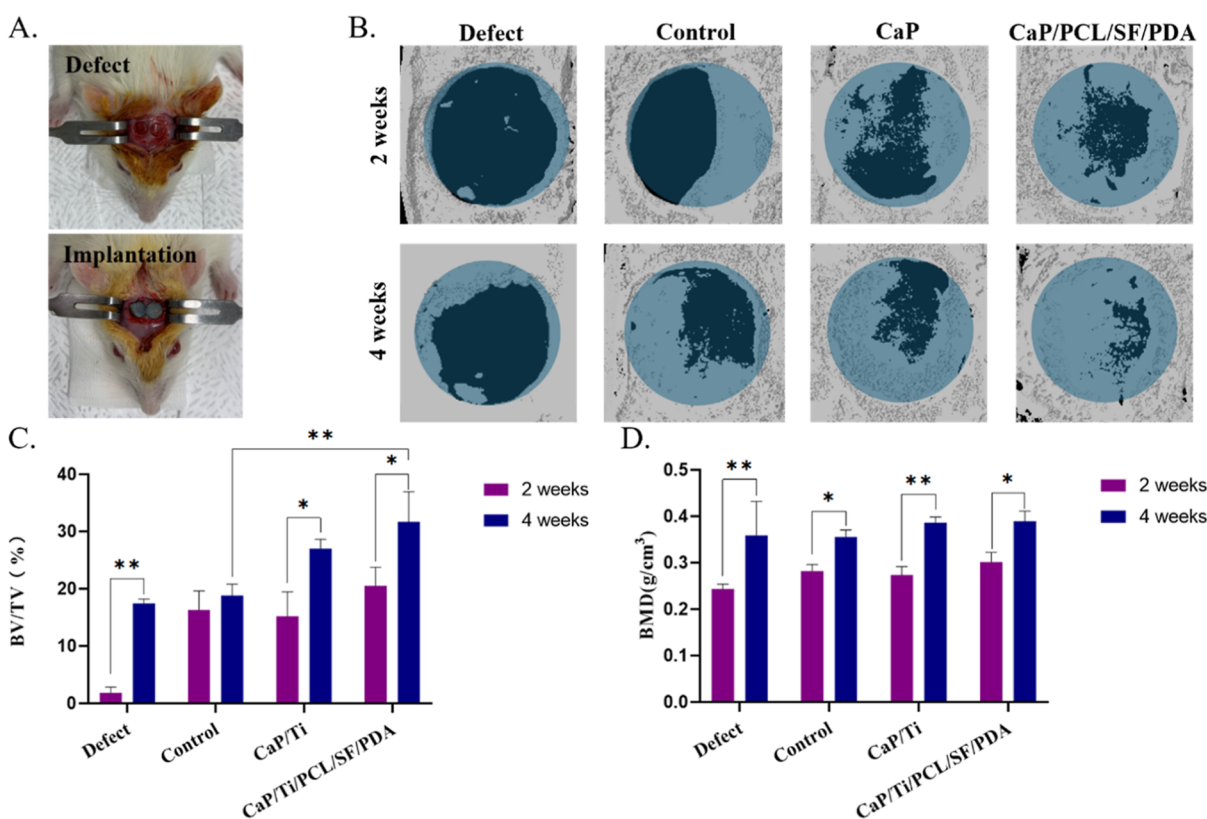 A.
Defect
Implantation
B.
Defect Control CaP CaP/PCL/SF/PDA
2 weeks
4 weeks
C.
BV/TV ( %)
40
30
20
10
0
**
*
*
**
2 weeks
4 weeks
Defect
Control
CaP/Ti
CaP/Ti/PCL/SF/PDA
D.
BMD(g/cm³)
0.5
0.4
0.3
0.2
0.1
0.0
**
*
**
*
2 weeks
4 weeks
Defect
Control
CaP/Ti
CaP/Ti/PCL/SF/PDA